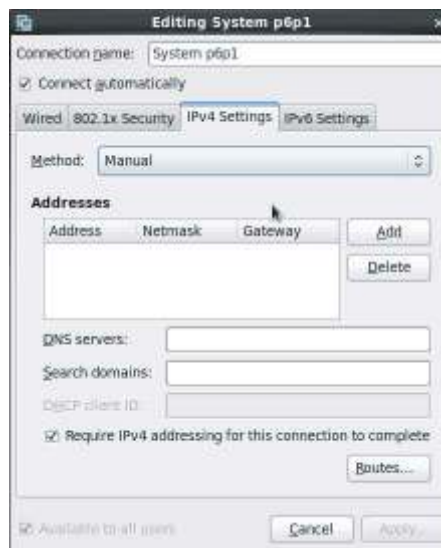 Editing System p6p1
Connection name: System p6p1
Connect automatically
Wired 802.1x Security IPv4 Settings IPv6 Settings
Method: Manual
Addresses
Address Netmask Gateway
Add
Delete
DNS servers:
Search domains:
DHCP client ID:
Require IPv4 addressing for this connection to complete
Routes...
Available to all users
Cancel Apply...